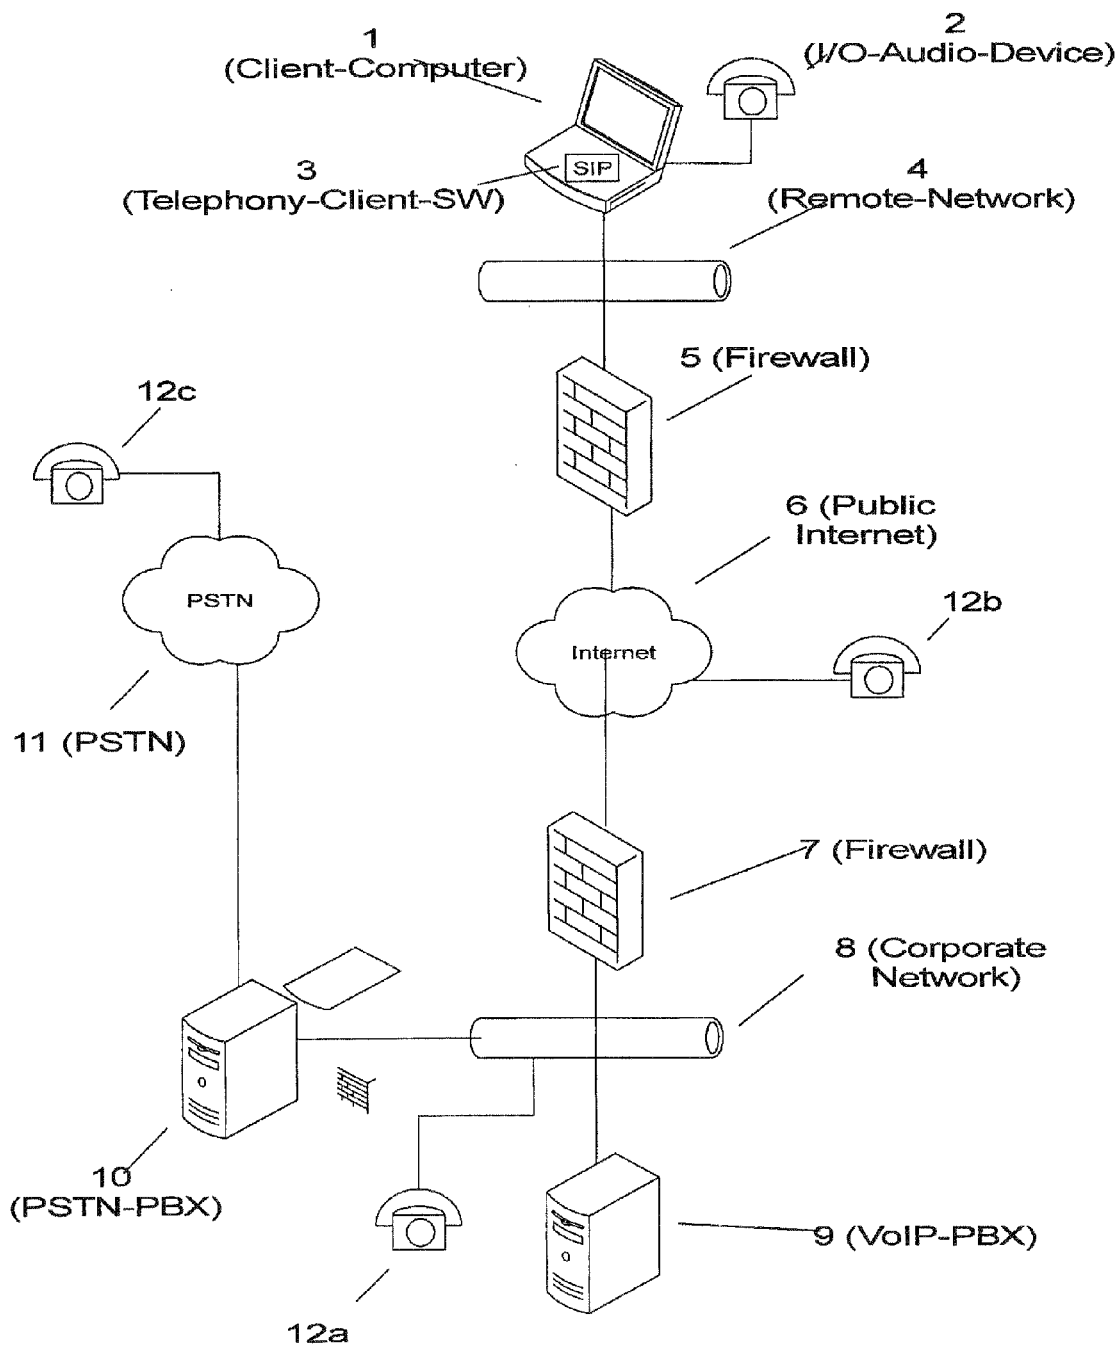 1
(Client-Computer)
2
(I/O-Audio-Device)
SIP
3
(Telephony-Client-SW)
4
(Remote-Network)
5 (Firewall)
12c
6 (Public
Internet)
PSTN
12b
Internet
11 (PSTN)
7 (Firewall)
8 (Corporate
Network)
10
(PSTN-PBX)
9 (VoIP-PBX)
12a